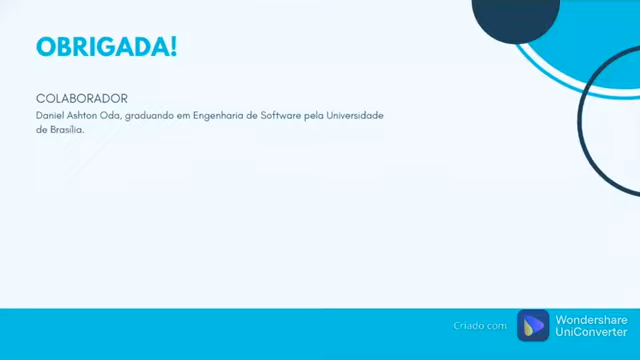 OBRIGADA!
COLABORADOR
Daniel Ashton Oda, graduando em Engenharia de Software pela Universidade
de Brasília.
Criado com
Wondershare
UniConverter